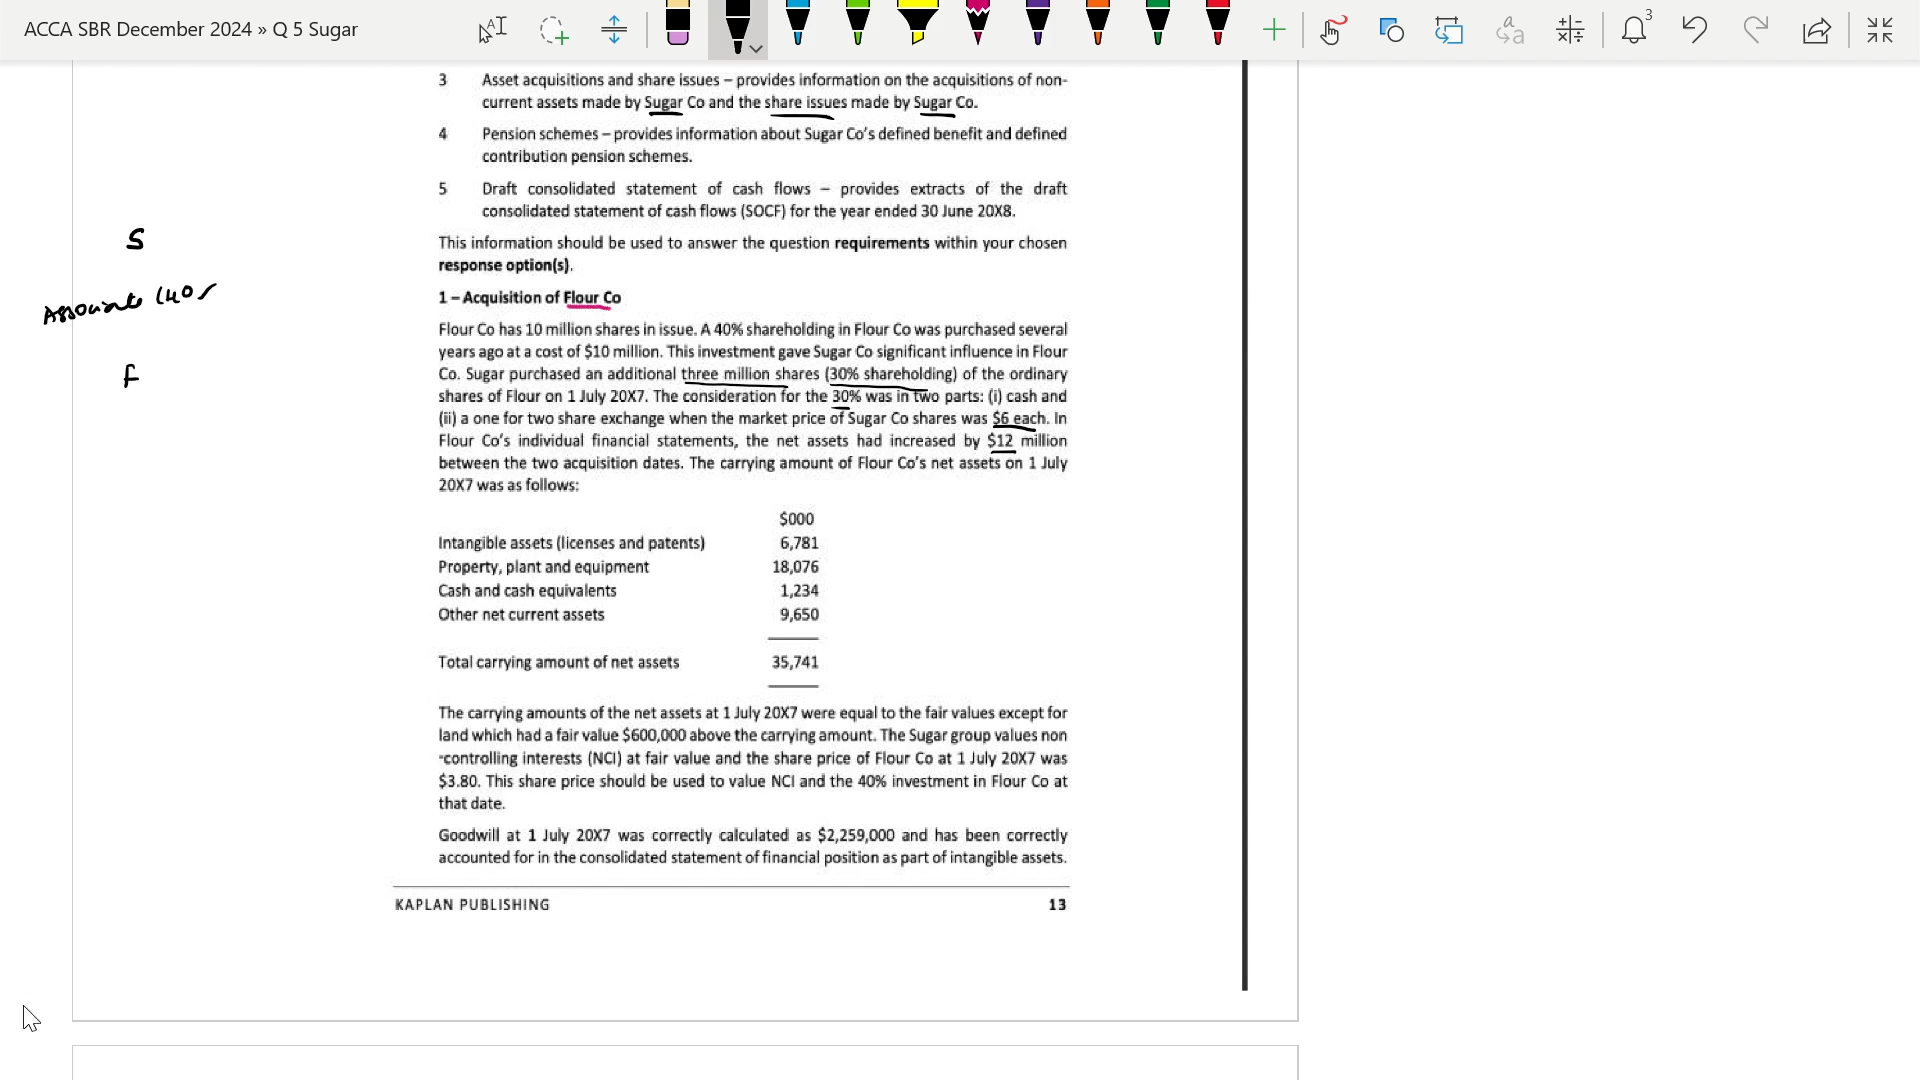 ACCA SBR December 2024 » Q 5 Sugar
3
3 Asset acquisitions and share issues – provides information on the acquisitions of non-
current assets made by Sugar Co and the share issues made by Sugar Co.
4 Pension schemes – provides information about Sugar Co's defined benefit and defined
contribution pension schemes.
5 Draft consolidated statement of cash flows – provides extracts of the draft
consolidated statement of cash flows (SOCF) for the year ended 30 June 20X8.
This information should be used to answer the question requirements within your chosen
response option(s).
S
Associate (40%
F
1 – Acquisition of Flour Co
Flour Co has 10 million shares in issue. A 40% shareholding in Flour Co was purchased several
years ago at a cost of $10 million. This investment gave Sugar Co significant influence in Flour
Co. Sugar purchased an additional three million shares (30% shareholding) of the ordinary
shares of Flour on 1 July 20X7. The consideration for the 30% was in two parts: (i) cash and
(ii) a one for two share exchange when the market price of Sugar Co shares was $6 each. In
Flour Co's individual financial statements, the net assets had increased by $12 million
between the two acquisition dates. The carrying amount of Flour Co's net assets on 1 July
20X7 was as follows:
$000
Intangible assets (licenses and patents) 6,781
Property, plant and equipment 18,076
Cash and cash equivalents 1,234
Other net current assets 9,650
Total carrying amount of net assets 35,741
The carrying amounts of the net assets at 1 July 20X7 were equal to the fair values except for
land which had a fair value $600,000 above the carrying amount. The Sugar group values non
-controlling interests (NCI) at fair value and the share price of Flour Co at 1 July 20X7 was
$3.80. This share price should be used to value NCI and the 40% investment in Flour Co at
that date.
Goodwill at 1 July 20X7 was correctly calculated as $2,259,000 and has been correctly
accounted for in the consolidated statement of financial position as part of intangible assets.
KAPLAN PUBLISHING 13